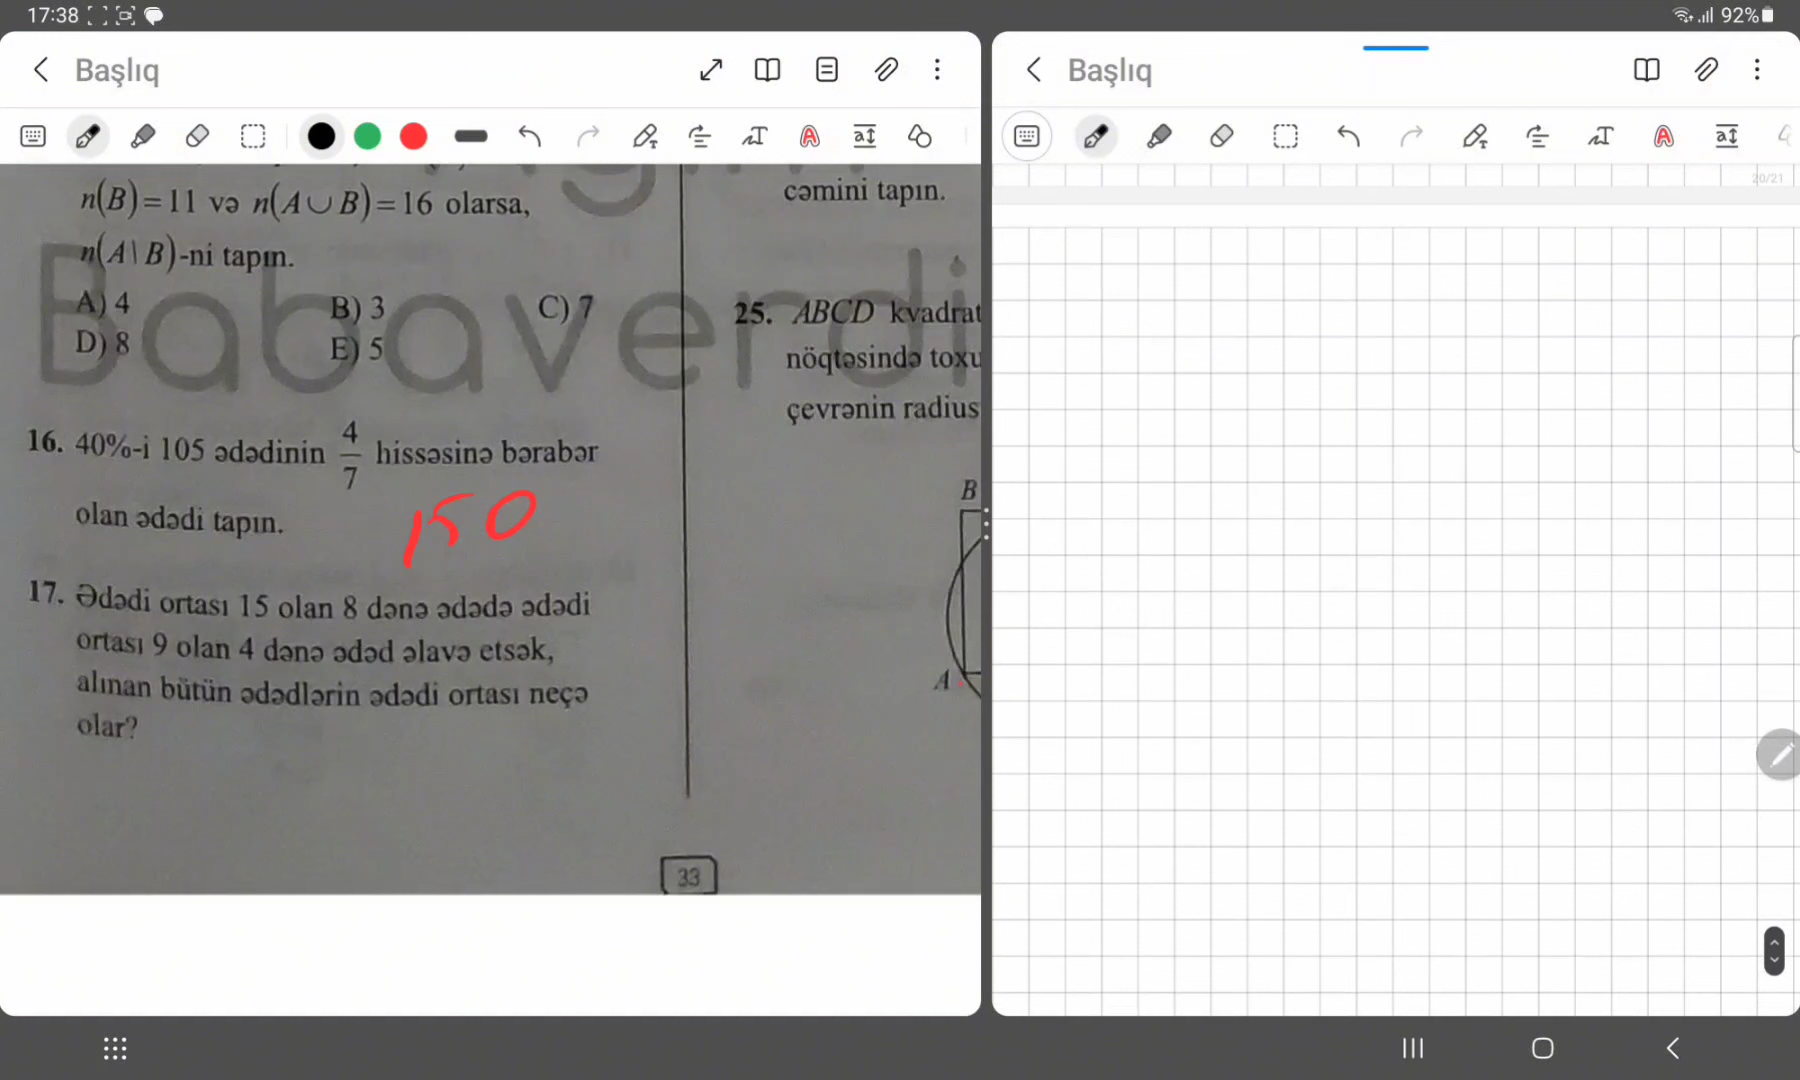 17:38
92%
Başlıq
Başlıq
20/21
n(B)=11 və n(A∪B)=16 olarsa,
n(A\B)-ni tapın.
A) 4 B) 3 C) 7
D) 8 E) 5
16. 40%-i 105 ədədinin 4/7 hissəsinə bərabər
olan ədədi tapın.
150
17. Ədədi ortası 15 olan 8 dənə ədədə ədədi
ortası 9 olan 4 dənə ədəd əlavə etsək,
alınan bütün ədədlərin ədədi ortası neçə
olar?
cəmini tapın.
25. ABCD kvadrat
nöqtəsində toxu
çevrənin radius
B
A
33
Babaverdi